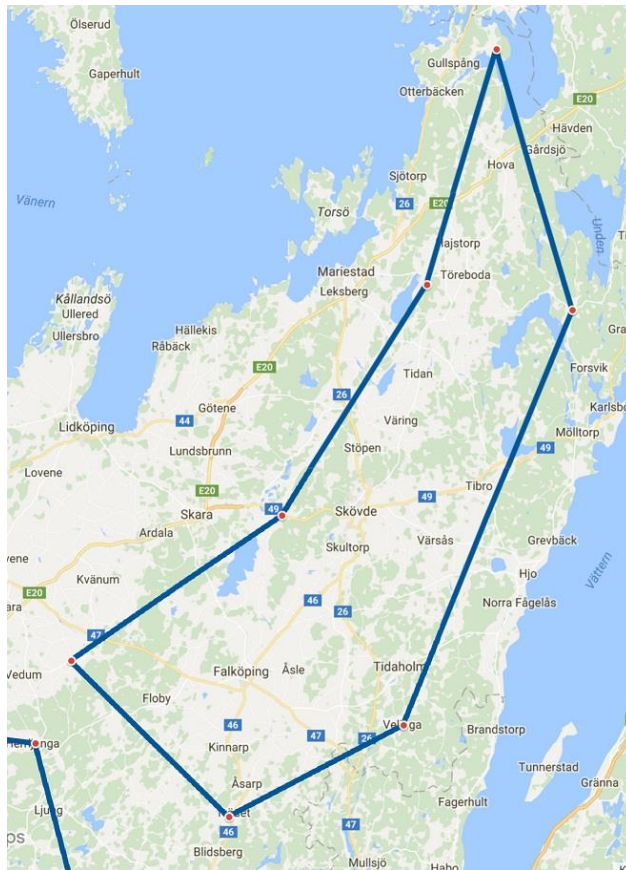 Ölserud
Gaperhult
Gullspång
Otterbäcken
E20
Hävden
Gårdsjö
Hova
Sjötorp
Vänern
26
E20
Torsö
Unden
Hajstorp
Mariestad
Töreboda
Leksberg
Kållandsö
Ullered
Ullersbro
Hällekis
Råbäck
E20
Forsvik
Tidan
26
Götene
Karlsbo
44
Väring
Mölltorp
Lidköping
Lundsbrunn
Stöpen
49
Lovene
Tibro
E20
49
Skara
49
Skövde
Ardala
Värsås
Grevbäck
Skultorp
Vättern
Kvänum
Hjo
E20
46
Norra Fågelås
26
47
Vedum
Falköping
Åsle
Tidaholm
Floby
46
Brandstorp
Kinnarp
47
26
Tunnerstad
Åsarp
Gränna
Ljung
Fagerhult
46
47
Blidsberg
Mullsjö
Habo